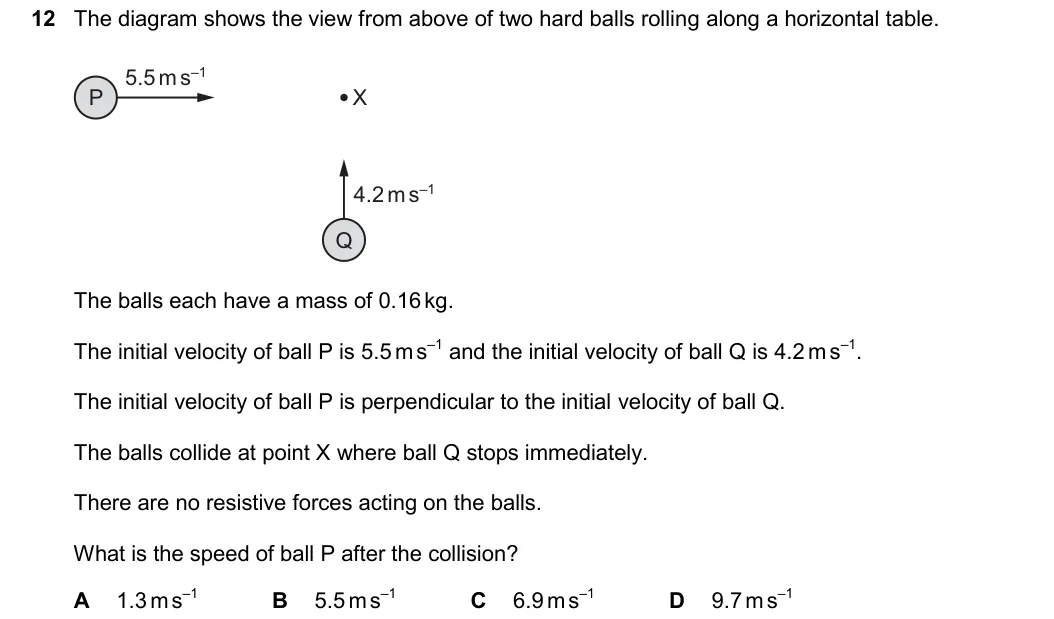 12 The diagram shows the view from above of two hard balls rolling along a horizontal table.
5.5 m s⁻¹
P
X
4.2 m s⁻¹
Q
The balls each have a mass of 0.16 kg.
The initial velocity of ball P is 5.5 m s⁻¹ and the initial velocity of ball Q is 4.2 m s⁻¹.
The initial velocity of ball P is perpendicular to the initial velocity of ball Q.
The balls collide at point X where ball Q stops immediately.
There are no resistive forces acting on the balls.
What is the speed of ball P after the collision?
A 1.3 m s⁻¹ B 5.5 m s⁻¹ C 6.9 m s⁻¹ D 9.7 m s⁻¹